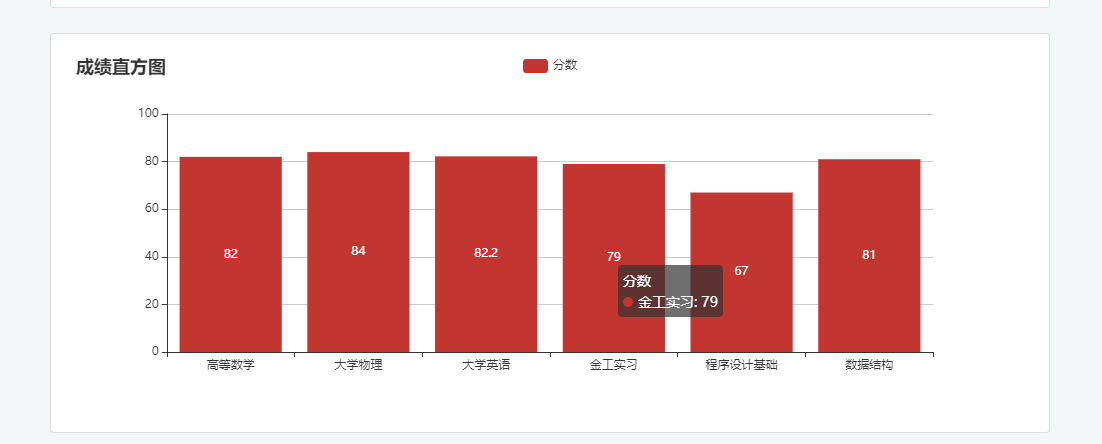 成绩直方图
分数
100
80
60
40
20
0
82
84
82.2
79
67
81
分数
金工实习: 79
高等数学
大学物理
大学英语
金工实习
程序设计基础
数据结构